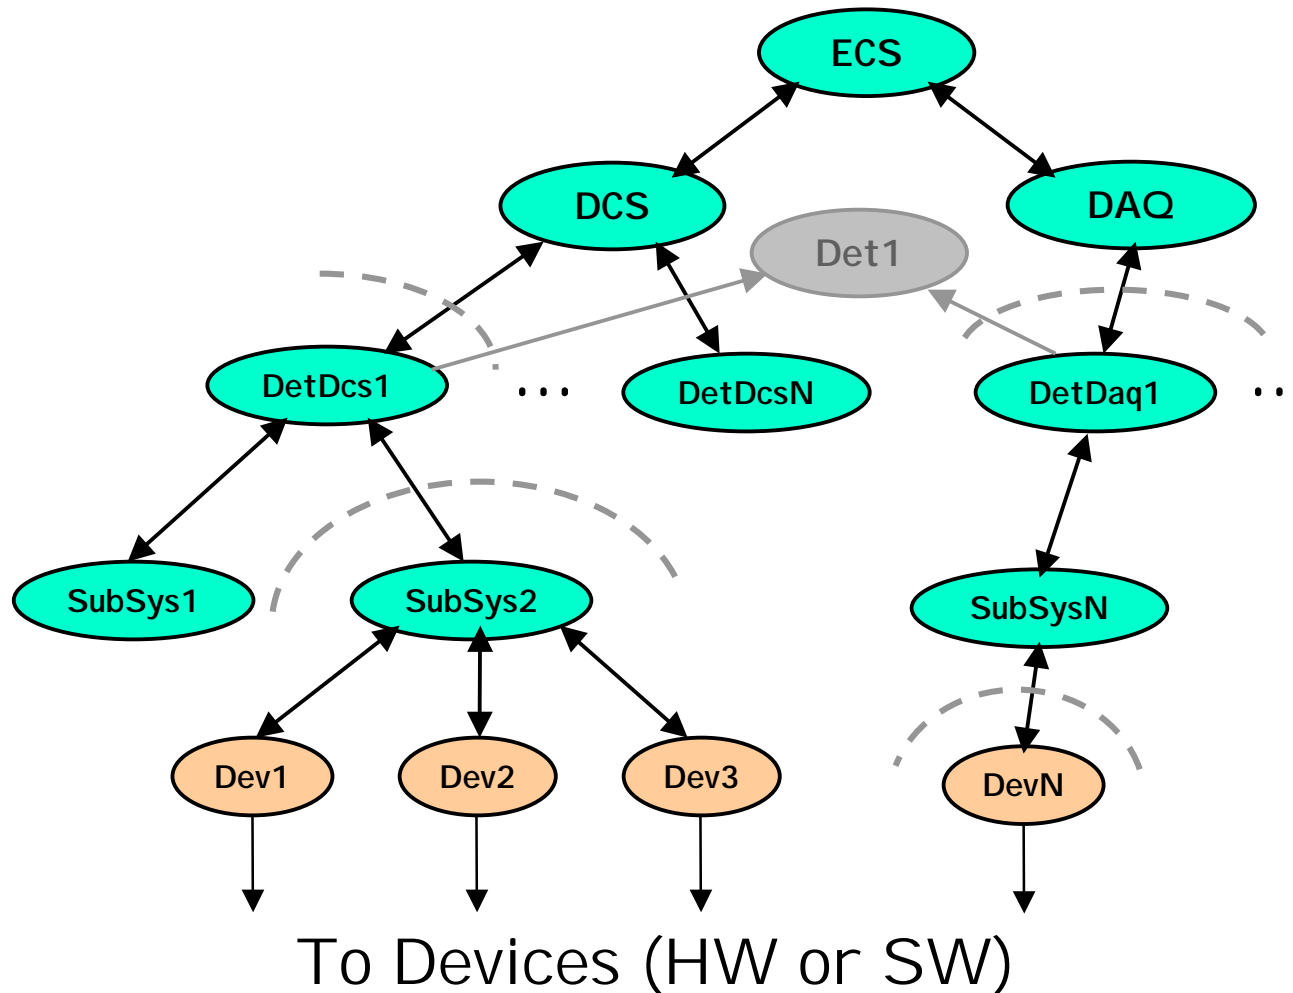 ECS
DCS
DAQ
Det1
DetDcs1
...
DetDcsN
DetDaq1
..
SubSys1
SubSys2
SubSysN
Dev1
Dev2
Dev3
DevN
To Devices (HW or SW)